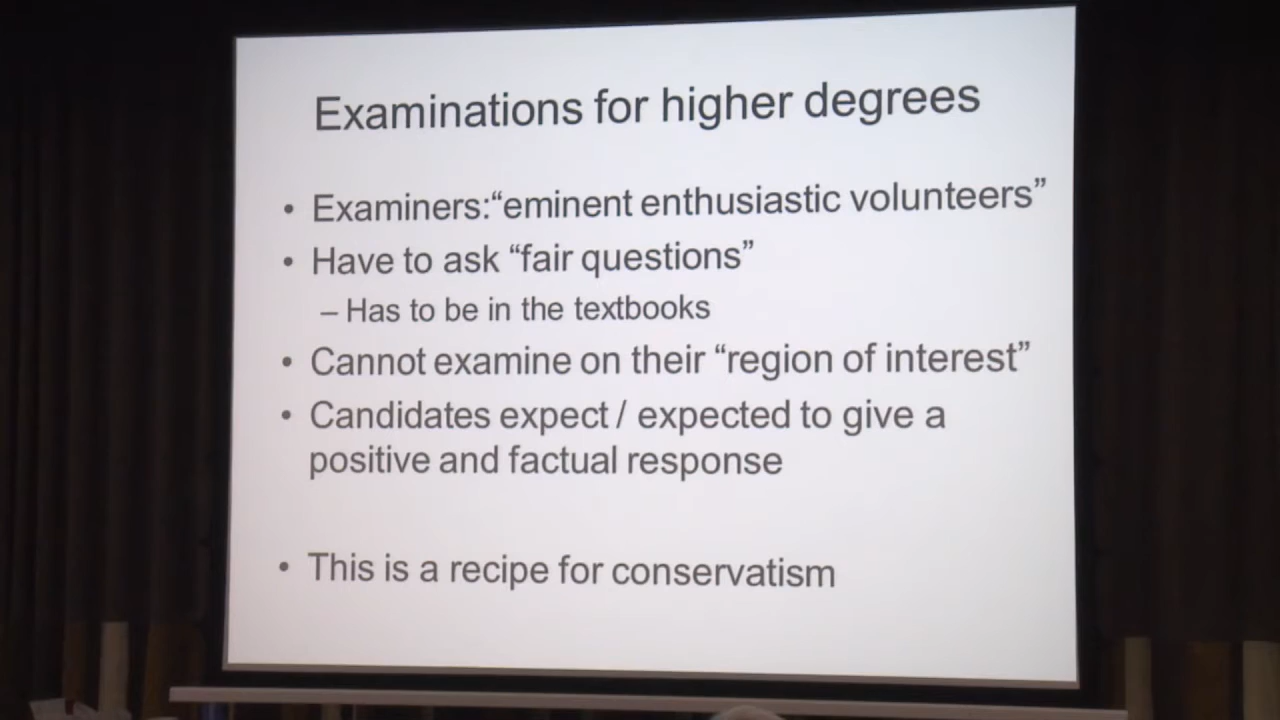 Examinations for higher degrees
• Examiners:“eminent enthusiastic volunteers”
• Have to ask “fair questions”
– Has to be in the textbooks
• Cannot examine on their “region of interest”
• Candidates expect / expected to give a
positive and factual response
• This is a recipe for conservatism